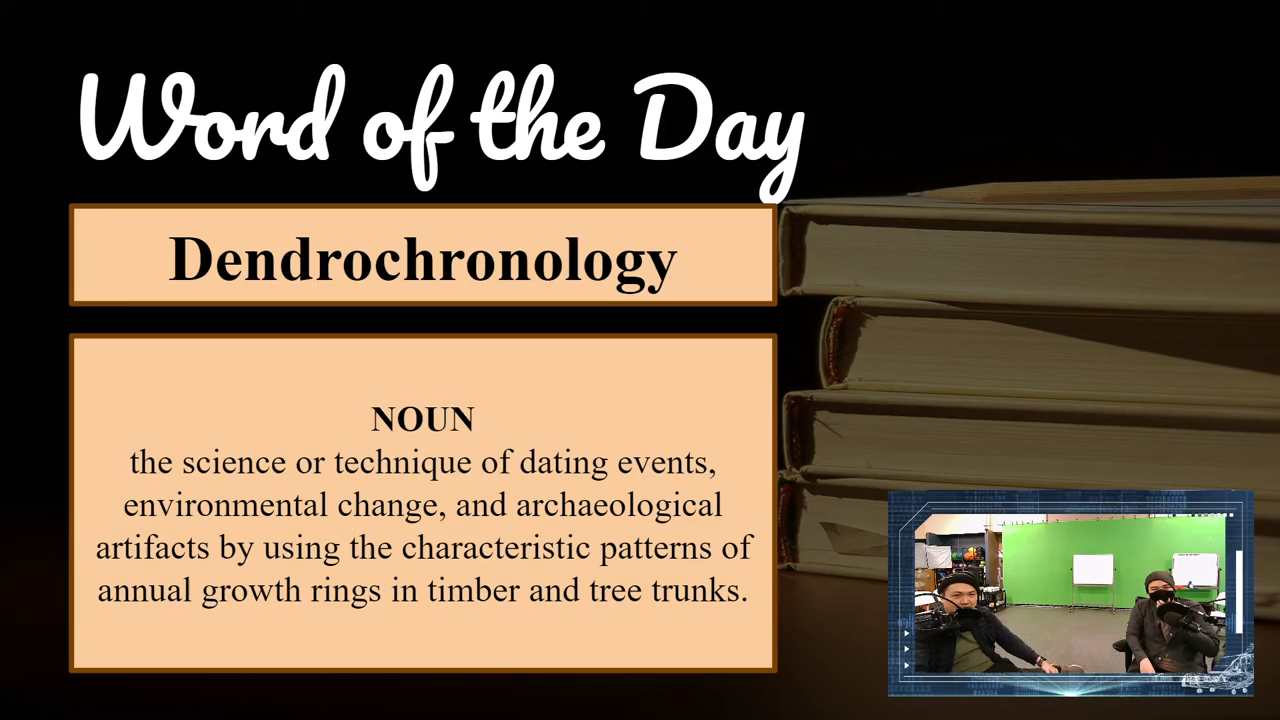 Word of the Day
Dendrochronology
NOUN
the science or technique of dating events,
environmental change, and archaeological
artifacts by using the characteristic patterns of
annual growth rings in timber and tree trunks.